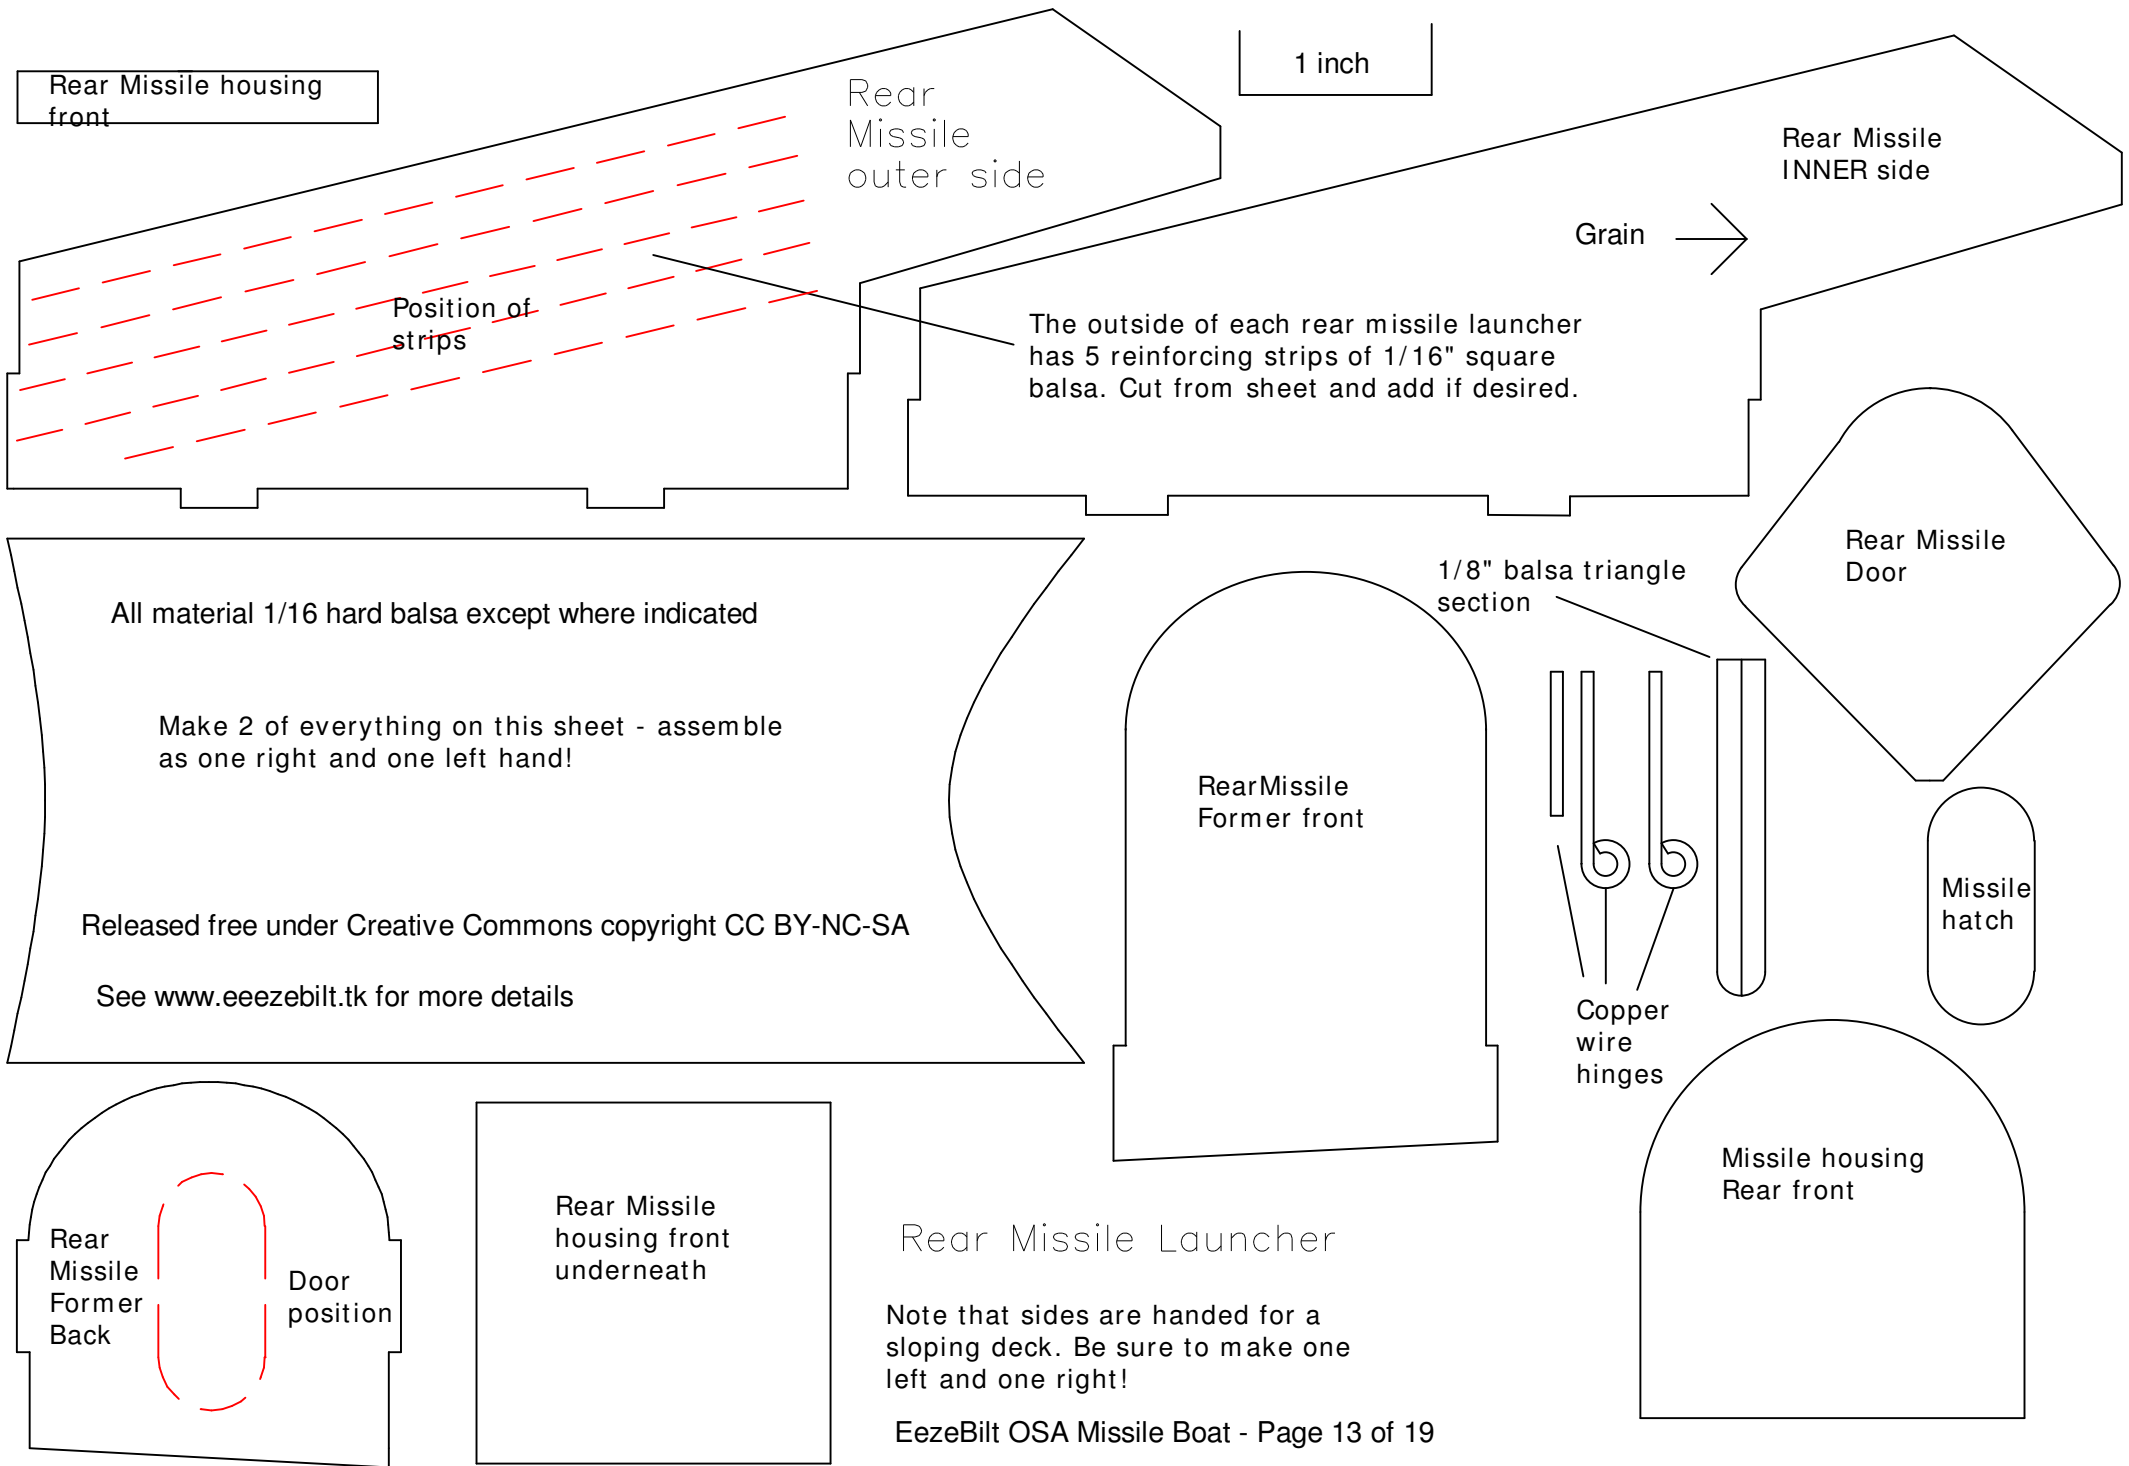 Rear Missile housing
front
Rear
Missile
outer side
1 inch
Rear Missile
INNER side
Grain
Position of
strips
The outside of each rear missile launcher
has 5 reinforcing strips of 1/16" square
balsa. Cut from sheet and add if desired.
Rear Missile
Door
1/8" balsa triangle
section
All material 1/16 hard balsa except where indicated
Make 2 of everything on this sheet - assemble
as one right and one left hand!
RearMissile
Former front
Missile
hatch
Released free under Creative Commons copyright CC BY-NC-SA
See www.eeezebilt.tk for more details
Copper
wire
hinges
Rear
Missile
Former
Back
Door
position
Rear Missile
housing front
underneath
Missile housing
Rear front
Rear Missile Launcher
Note that sides are handed for a
sloping deck. Be sure to make one
left and one right!
EezeBilt OSA Missile Boat - Page 13 of 19